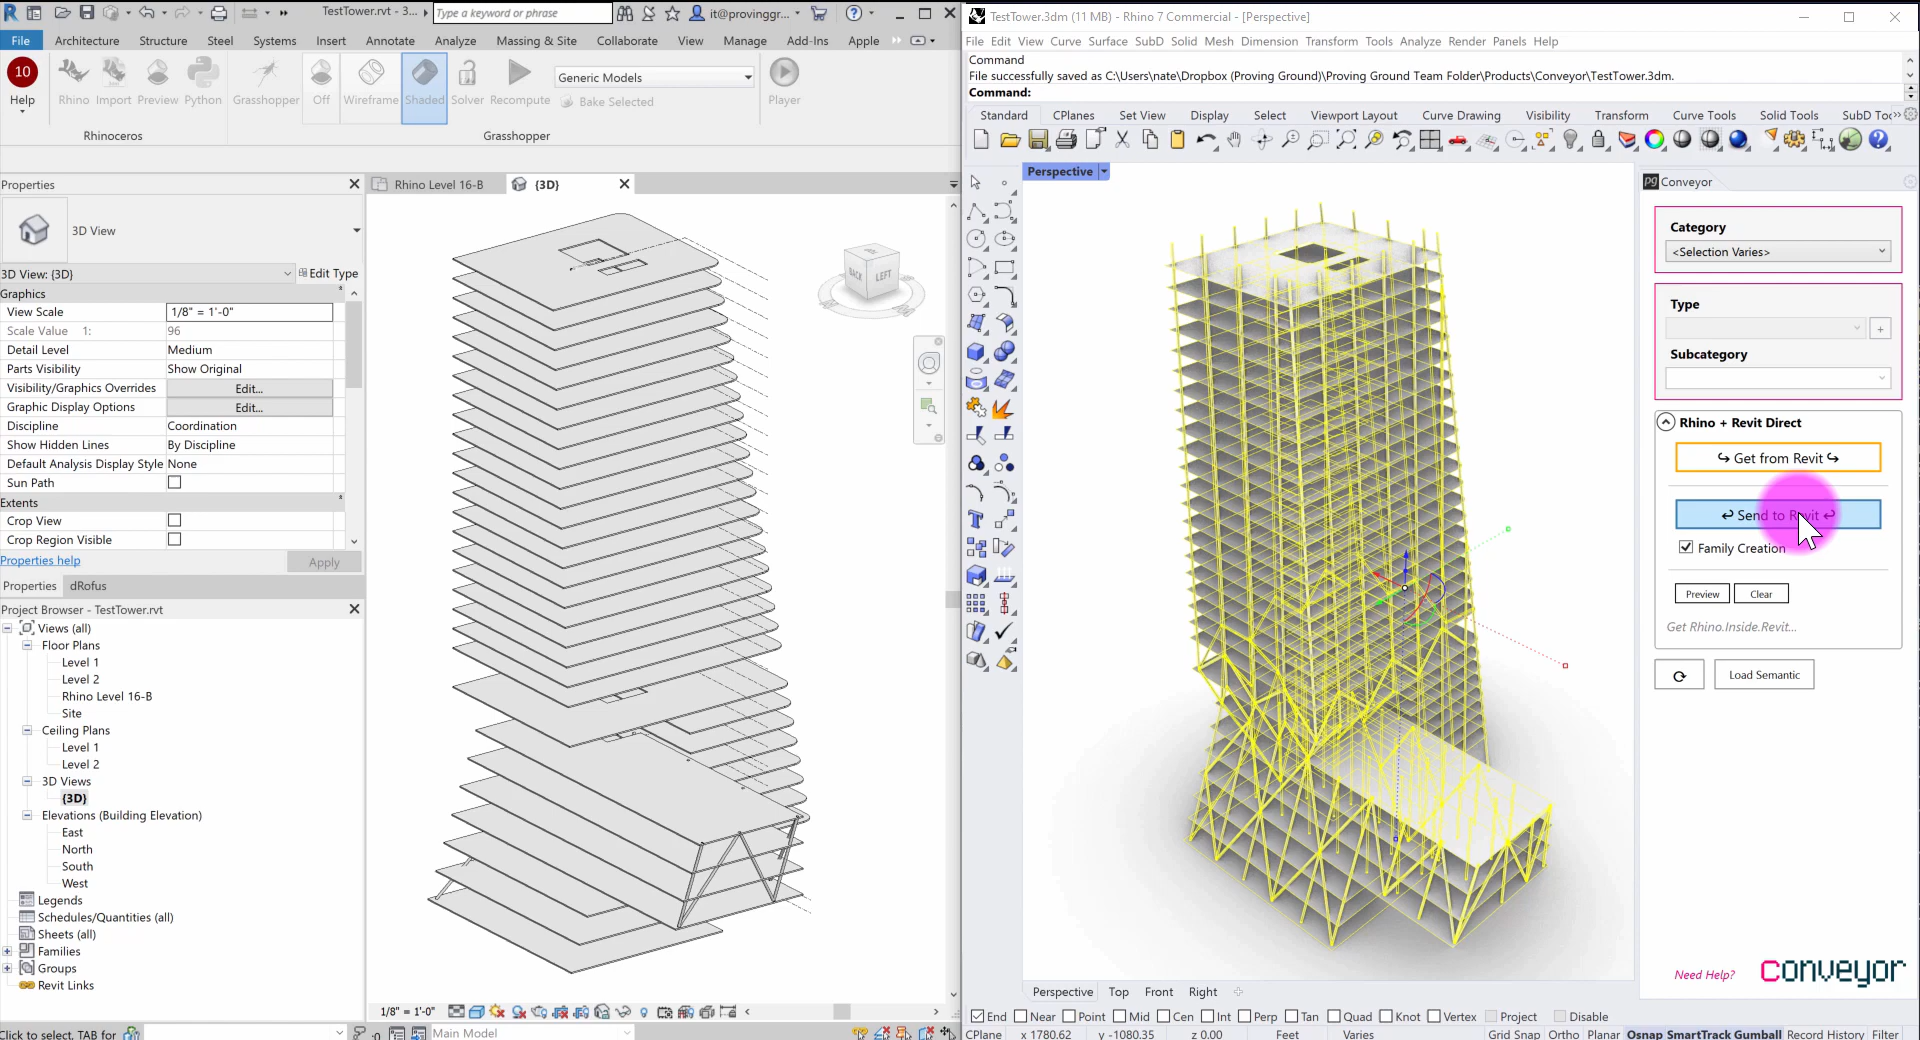 TestTower.rvt - 3...
Type a keyword or phrase
it@provinggr...
File Architecture Structure Steel Systems Insert Annotate Analyze Massing & Site Collaborate View Manage Add-Ins Apple
10
Help
Rhino Import Preview Python Grasshopper Off Wireframe Shaded Solver Recompute
Generic Models
Bake Selected
Player
Rhinoceros
Grasshopper
Properties
3D View
3D View: {3D}
Edit Type
Graphics
View Scale 1/8" = 1'-0"
Scale Value 1: 96
Detail Level Medium
Parts Visibility Show Original
Visibility/Graphics Overrides Edit...
Graphic Display Options Edit...
Discipline Coordination
Show Hidden Lines By Discipline
Default Analysis Display Style None
Sun Path
Extents
Crop View
Crop Region Visible
Properties help
Apply
Properties dRofus
Project Browser - TestTower.rvt
Views (all)
Floor Plans
Level 1
Level 2
Rhino Level 16-B
Site
Ceiling Plans
Level 1
Level 2
3D Views
{3D}
Elevations (Building Elevation)
East
North
South
West
Legends
Schedules/Quantities (all)
Sheets (all)
Families
Groups
Revit Links
Rhino Level 16-B
{3D}
BACK
LEFT
1/8" = 1'-0"
Click to select, TAB for
:0
Main Model
TestTower.3dm (11 MB) - Rhino 7 Commercial - [Perspective]
File Edit View Curve Surface SubD Solid Mesh Dimension Transform Tools Analyze Render Panels Help
Command
File successfully saved as C:\Users\nate\Dropbox (Proving Ground)\Proving Ground Team Folder\Products\Conveyor\TestTower.3dm.
Command:
Standard CPlanes Set View Display Select Viewport Layout Curve Drawing Visibility Transform Curve Tools Solid Tools SubD Toc
Perspective
pg Conveyor
Category
<Selection Varies>
Type
+
Subcategory
Rhino + Revit Direct
Get from Revit
Send to Revit
Family Creation
Preview Clear
Get Rhino.Inside.Revit...
Load Semantic
Need Help?
conveyor
Perspective Top Front Right
End Near Point Mid Cen Int Perp Tan Quad Knot Vertex Project Disable
CPlane x 1780.62 y -1080.35 z 0.00 Feet Varies Grid Snap Ortho Planar Osnap SmartTrack Gumball Record History Filter